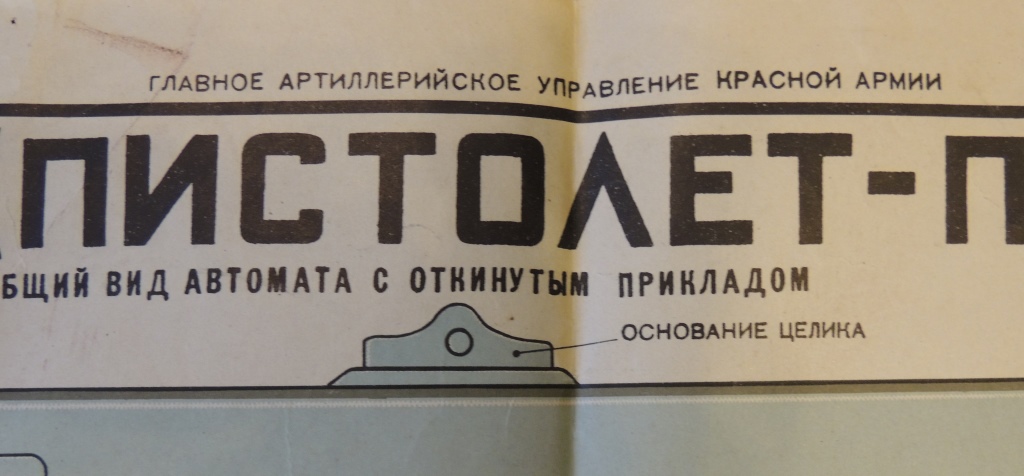 ГЛАВНОЕ АРТИЛЛЕРИЙСКОЕ УПРАВЛЕНИЕ КРАСНОЙ АРМИИ
ПИСТОЛЕТ-П
БЩИЙ ВИД АВТОМАТА С ОТКИНУТЫМ ПРИКЛАДОМ
ОСНОВАНИЕ ЦЕЛИКА